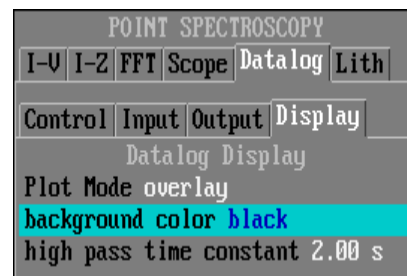 POINT SPECTROSCOPY
I-V I-Z FFT Scope Datalog Lith
Control Input Output Display
Datalog Display
Plot Mode overlay
background color black
high pass time constant 2.00 s